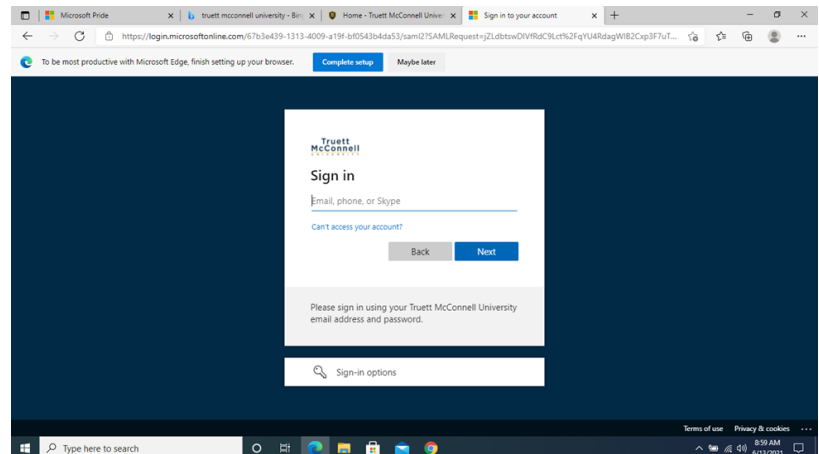 Microsoft Pride
truett mcconnell university - Bing
Home - Truett McConnell Univer
Sign in to your account
https://login.microsoftonline.com/67b3e439-1313-4009-a19f-bf0543b4da53/saml2?SAMLRequest=jZLdbtswDIVfRdC9Lct%2FqYU4RdagWIB2Cxp3F7uT...
To be most productive with Microsoft Edge, finish setting up your browser.
Complete setup
Maybe later
Truett
McConnell
UNIVERSITY
Sign in
Email, phone, or Skype
Can't access your account?
Back
Next
Please sign in using your Truett McConnell University
email address and password.
Sign-in options
Terms of use
Privacy & cookies
...
Type here to search
8:59 AM
6/13/2021